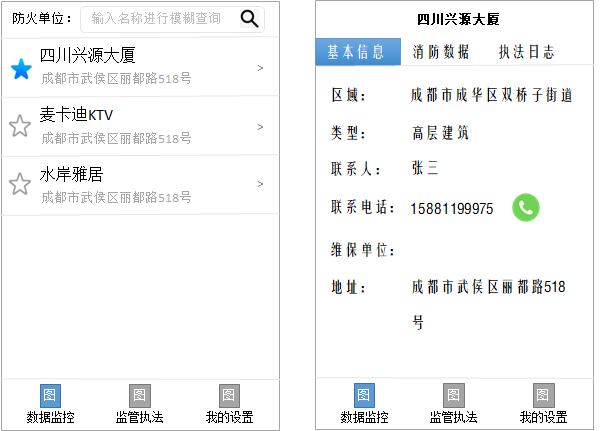 防火单位：
输入名称进行模糊查询
四川兴源大厦
成都市武侯区丽都路518号
>
麦卡迪KTV
成都市武侯区丽都路518号
>
水岸雅居
成都市武侯区丽都路518号
>
图
图
图
数据监控
监管执法
我的设置
四川兴源大厦
基本信息
消防数据
执法日志
区域：
成都市成华区双桥子街道
类型：
高层建筑
联系人：
张三
联系电话：
15881199975
维保单位：
地址：
成都市武侯区丽都路518
号
图
图
图
数据监控
监管执法
我的设置